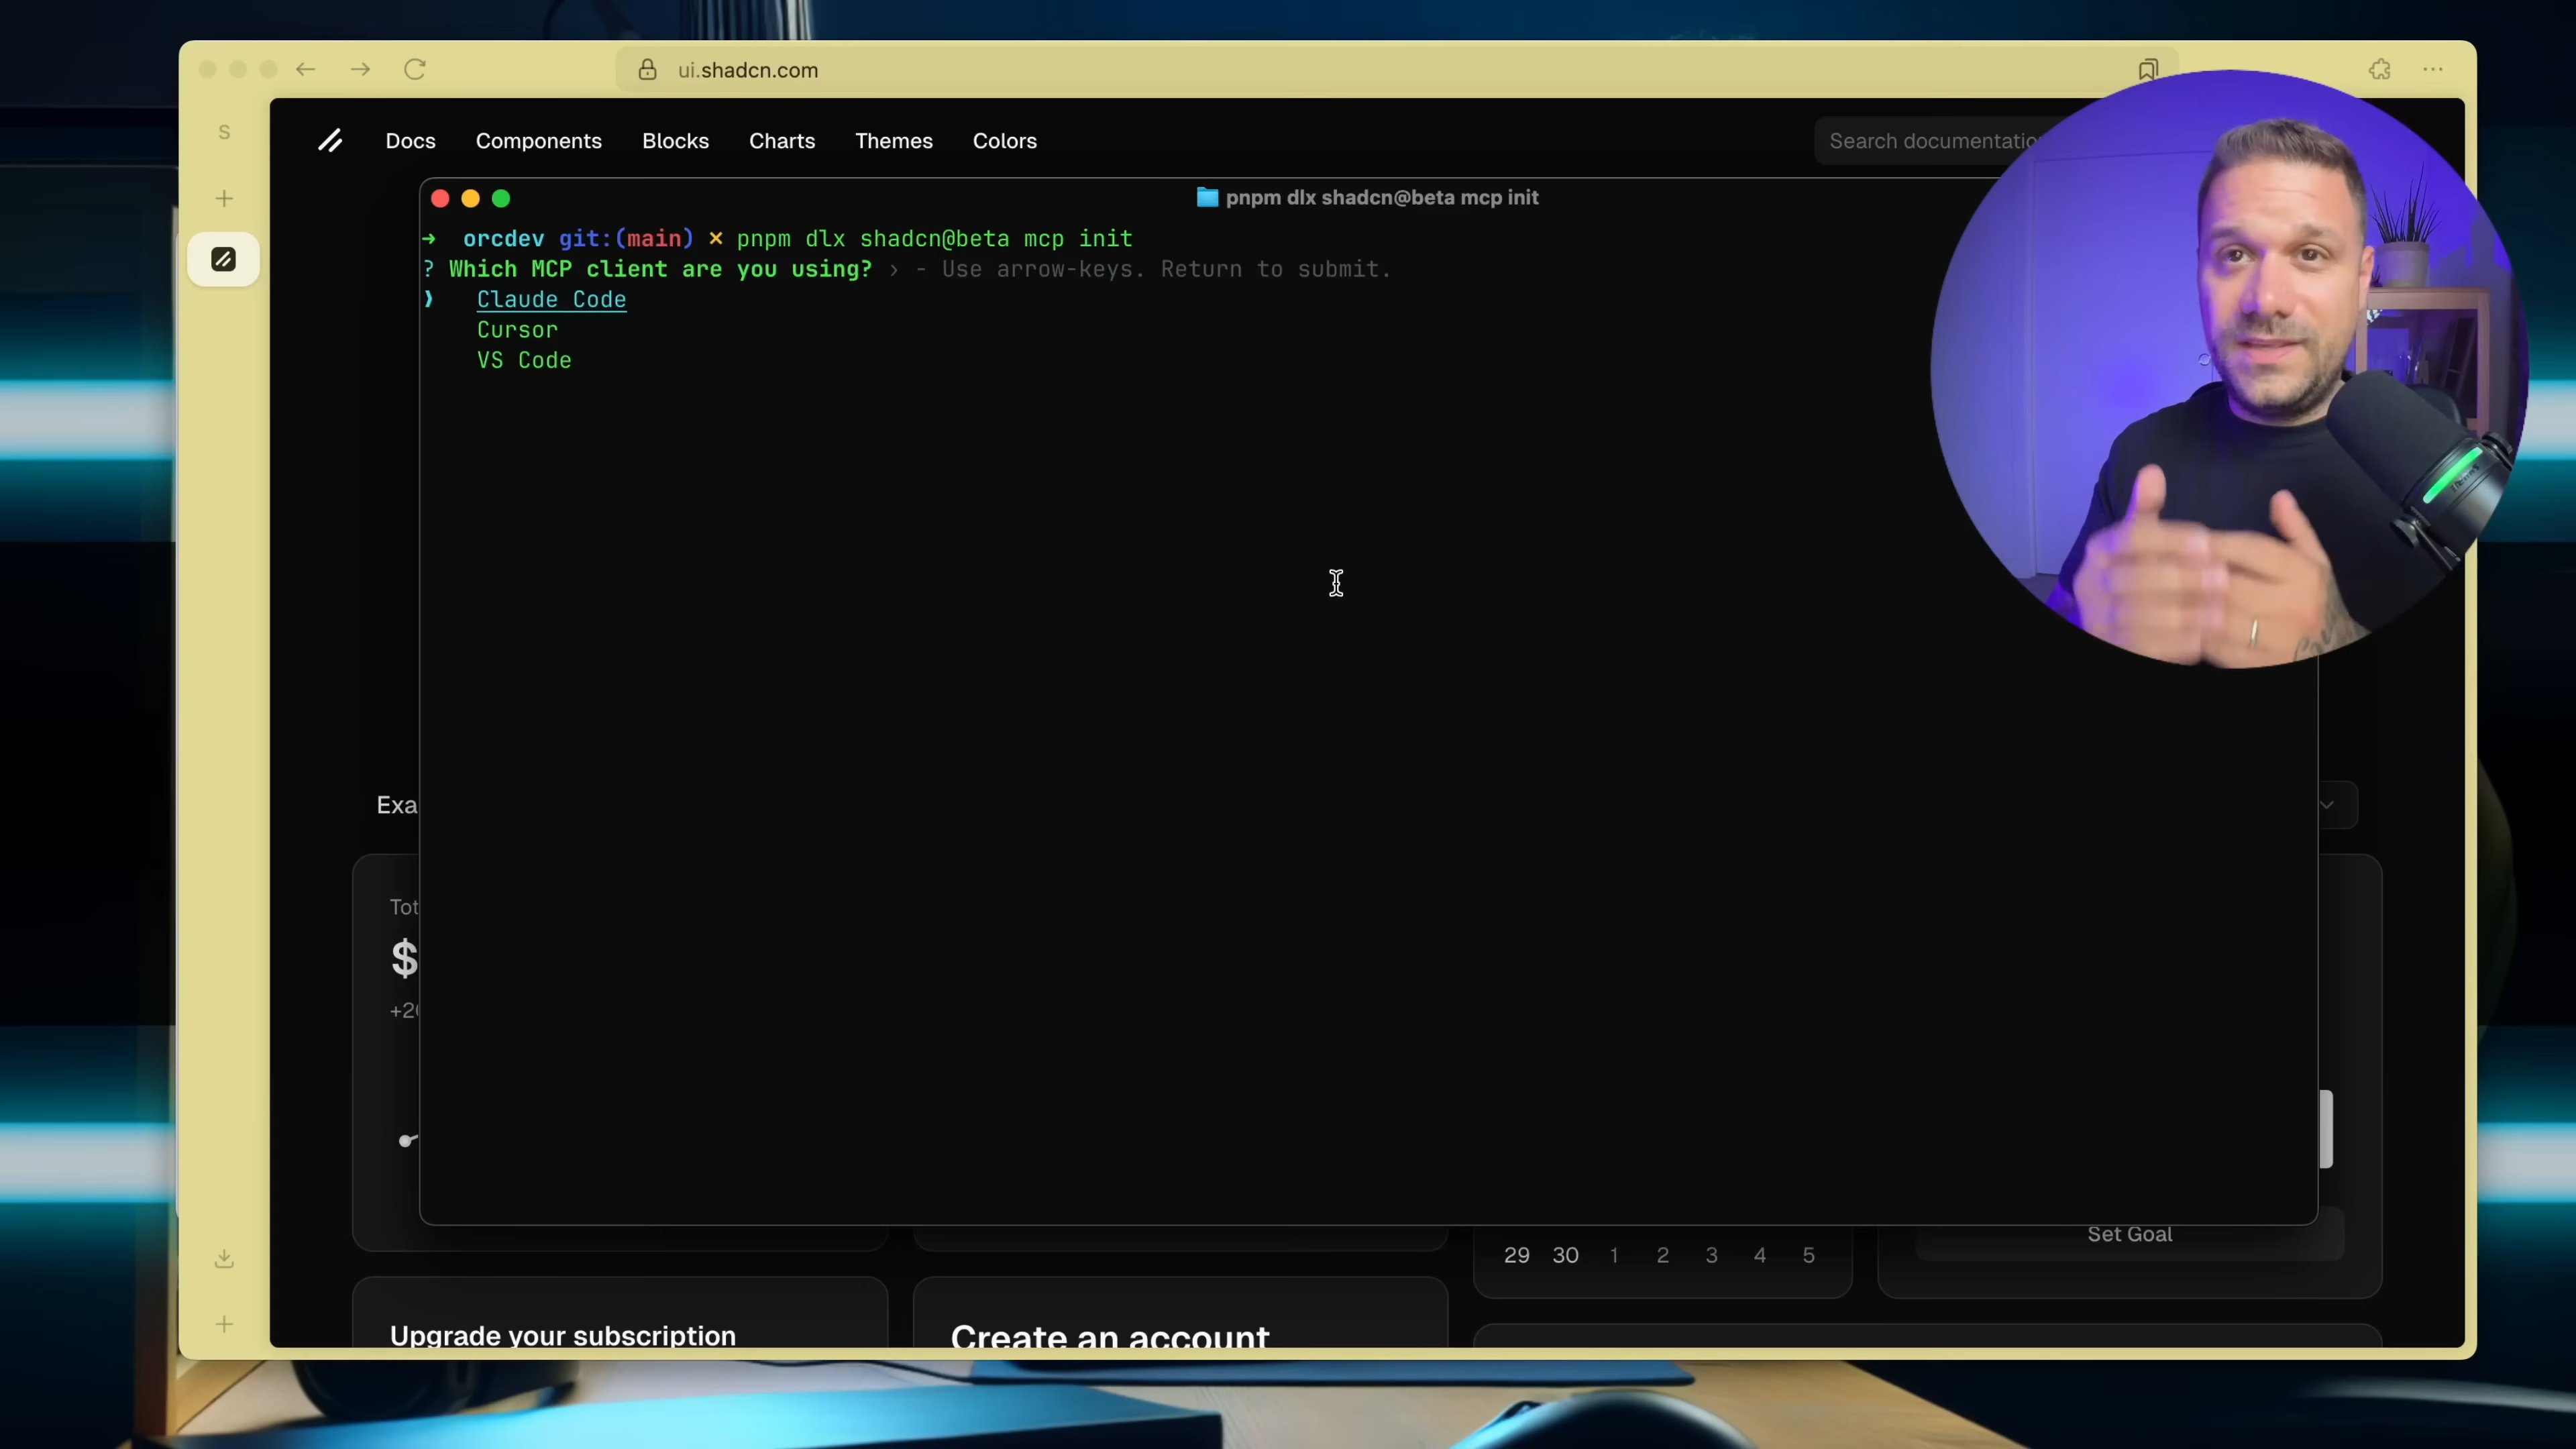 ui.shadcn.com
S
Docs Components Blocks Charts Themes Colors
Search documentatio
pnpm dlx shadcn@beta mcp init
➜ orcdev git:(main) ✗ pnpm dlx shadcn@beta mcp init
? Which MCP client are you using? › - Use arrow-keys. Return to submit.
❯ Claude Code
Cursor
VS Code
Exa
Tot
$
+2
Set Goal
29 30 1 2 3 4 5
Upgrade your subscription
Create an account